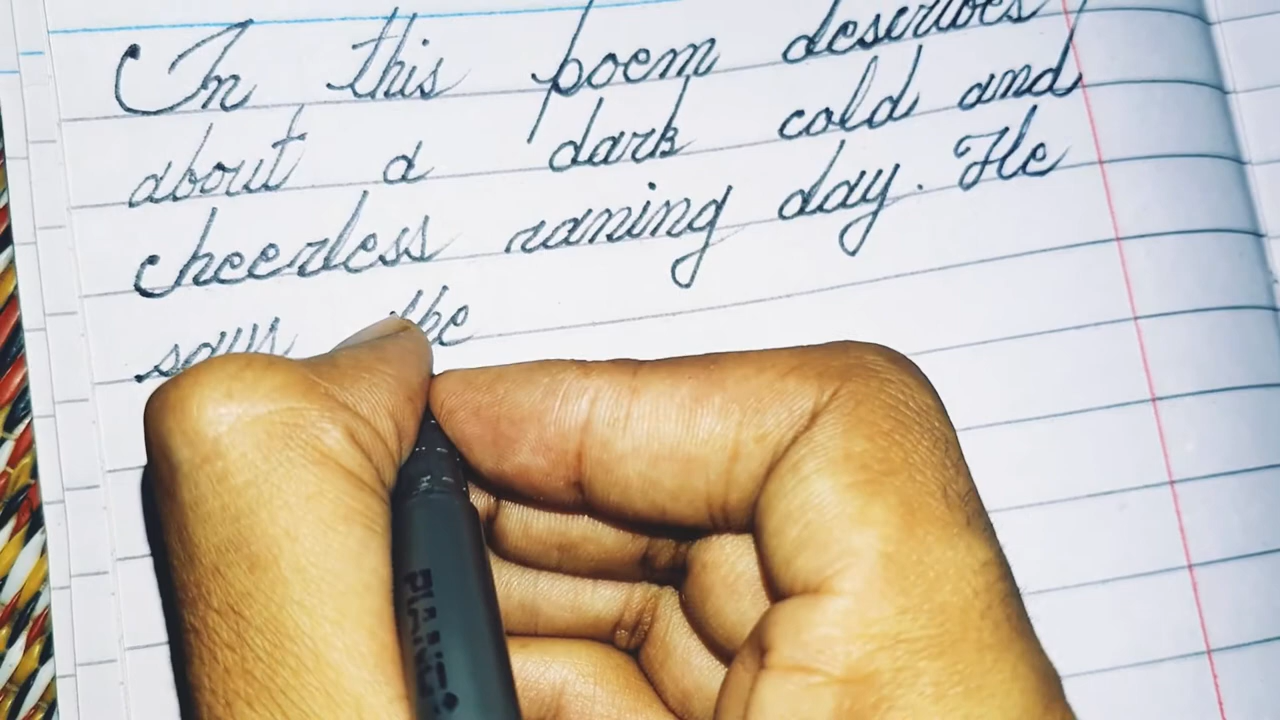 In this poem describes
about a dark cold and
cheerless raning day. He
says the